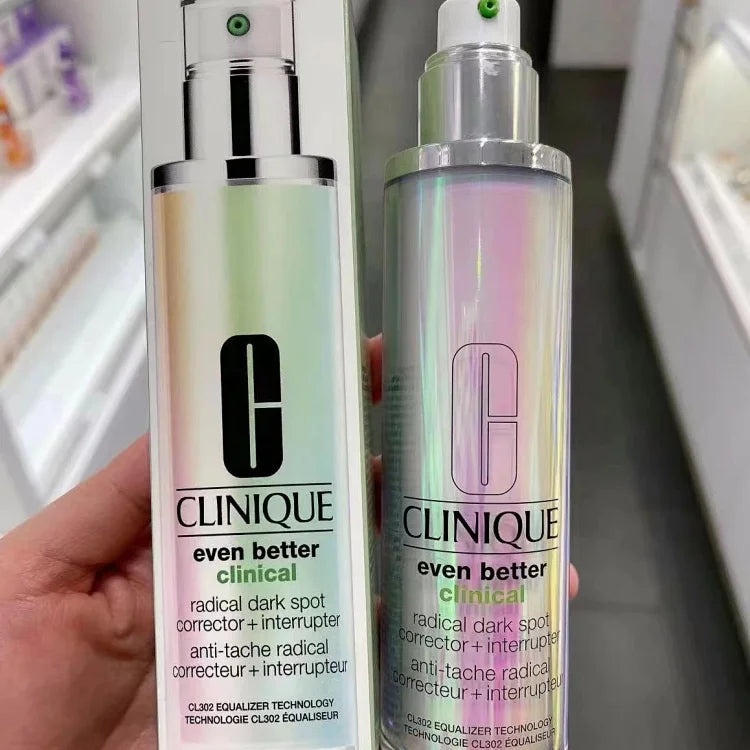 CLINIQUE
even better
clinical
radical dark spot
corrector + interrupter
anti-tache radical
correcteur + interrupteur
CL302 EQUALIZER TECHNOLOGY
TECHNOLOGIE CL302 ÉQUALISEUR
CLINIQUE
even better
clinical
radical dark spot
corrector + interrupter
anti-tache radical
correcteur + interrupteu
CL302 EQUALIZER TECHNOLOGY
TECHNOLOGIE CL302 ÉQUALISEUR